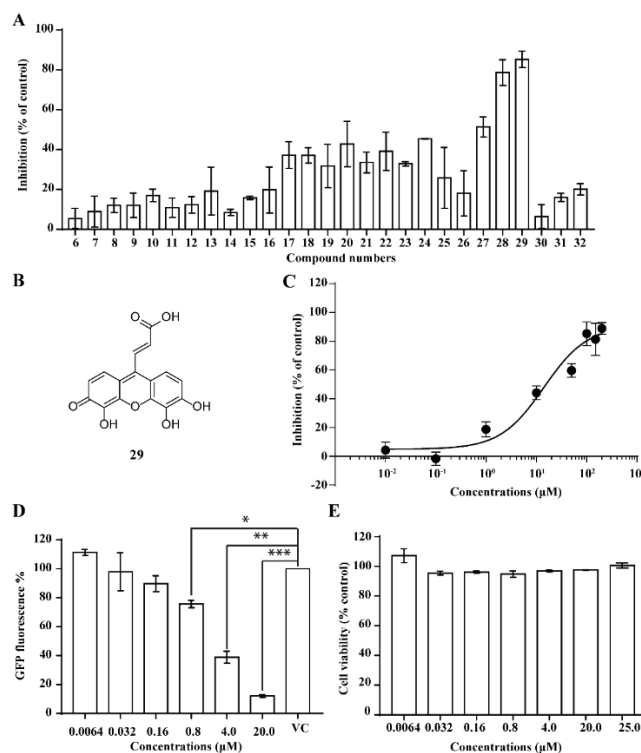 A
Inhibition (% of control)
100
80
60
40
20
0
6 7 8 9 10 11 12 13 14 15 16 17 18 19 20 21 22 23 24 25 26 27 28 29 30 31 32
Compound numbers
B
O
OH
O
O
OH
OH
OH
29
C
Inhibition (% of control)
120
100
80
60
40
20
0
-20
10-2 10-1 100 101 102
Concentrations (µM)
D
GFP fluorescence %
120
100
80
60
40
20
0
*
**
***
0.0064 0.032 0.16 0.8 4.0 20.0 VC
Concentrations (µM)
E
Cell viability (% control)
120
100
80
60
40
20
0
0.0064 0.032 0.16 0.8 4.0 20.0 25.0
Concentrations (µM)